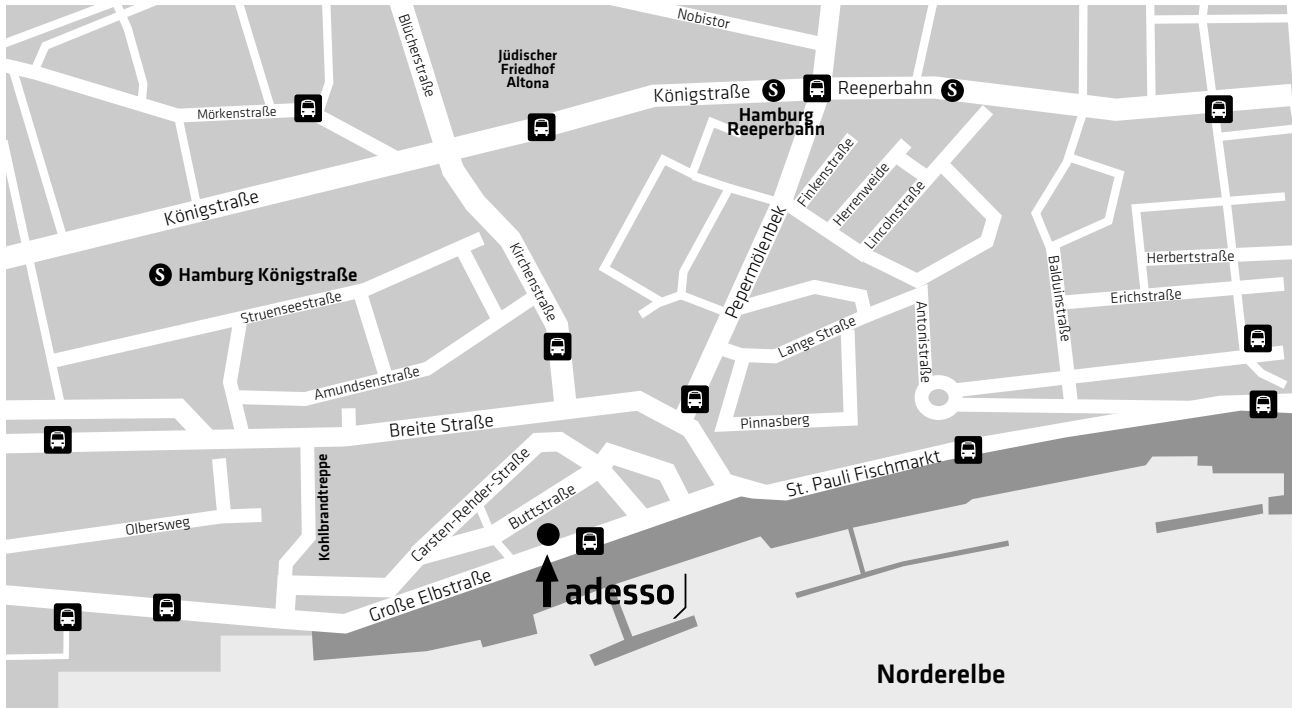 Nobistor
Blücherstraße
Jüdischer
Friedhof
Altona
Königstraße
S
Reeperbahn
S
Hamburg
Reeperbahn
Mörkenstraße
Finkenstraße
Herrenweide
Lincolnstraße
Königstraße
Pepermölenbek
Kirchenstraße
Balduinstraße
Herbertstraße
S Hamburg Königstraße
Struenseestraße
Erichstraße
Antonistraße
Lange Straße
Amundsenstraße
Breite Straße
Pinnasberg
St. Pauli Fischmarkt
Kohlbrandtreppe
Carsten-Rehder-Straße
Buttstraße
Olbersweg
Große Elbstraße
adesso
Norderelbe